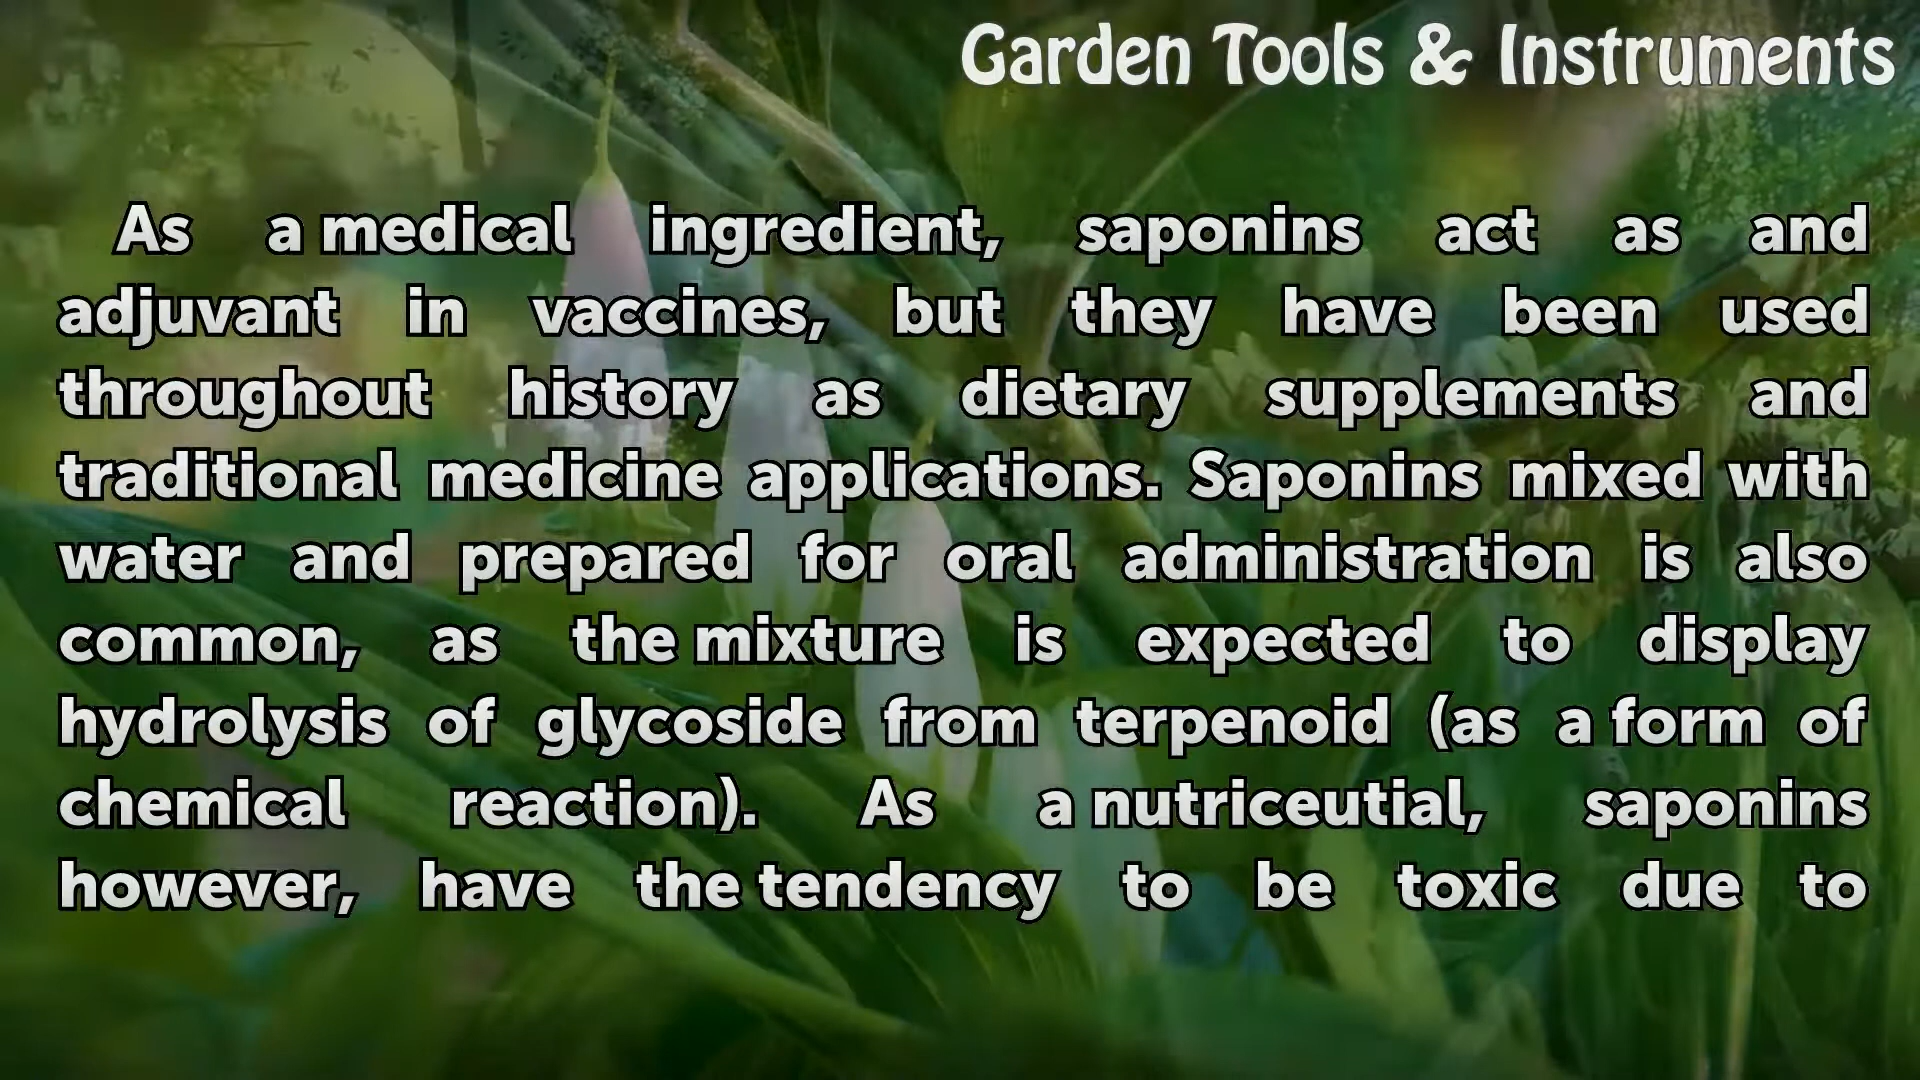 Garden Tools & Instruments
As a medical ingredient, saponins act as and
adjuvant in vaccines, but they have been used
throughout history as dietary supplements and
traditional medicine applications. Saponins mixed with
water and prepared for oral administration is also
common, as the mixture is expected to display
hydrolysis of glycoside from terpenoid (as a form of
chemical reaction). As a nutriceutial, saponins
however, have the tendency to be toxic due to